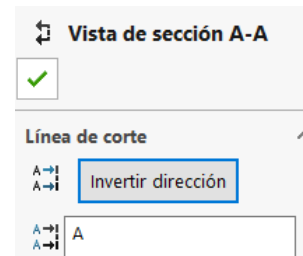 Vista de sección A-A
Línea de corte
A
A
Invertir dirección
A
A
A